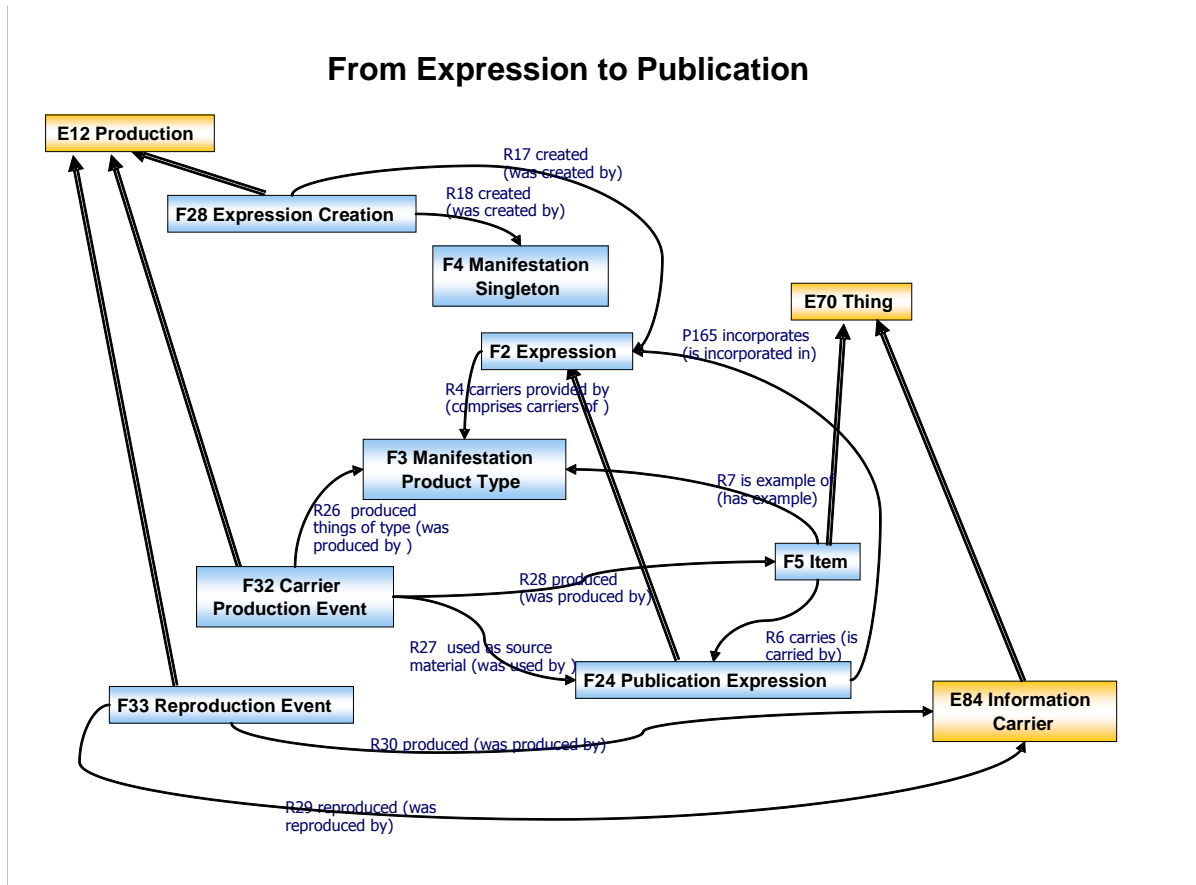 From Expression to Publication
E12 Production
R17 created
(was created by)
R18 created
(was created by)
F28 Expression Creation
F4 Manifestation
Singleton
E70 Thing
F2 Expression
P165 incorporates
(is incorporated in)
R4 carriers provided by
(comprises carriers of )
F3 Manifestation
Product Type
R7 is example of
(has example)
R26  produced
things of type (was
produced by )
F5 Item
F32 Carrier
Production Event
R28 produced
(was produced by)
R27  used as source
material (was used by )
R6 carries (is
carried by)
F24 Publication Expression
F33 Reproduction Event
E84 Information
Carrier
R30 produced (was produced by)
R29 reproduced (was
reproduced by)